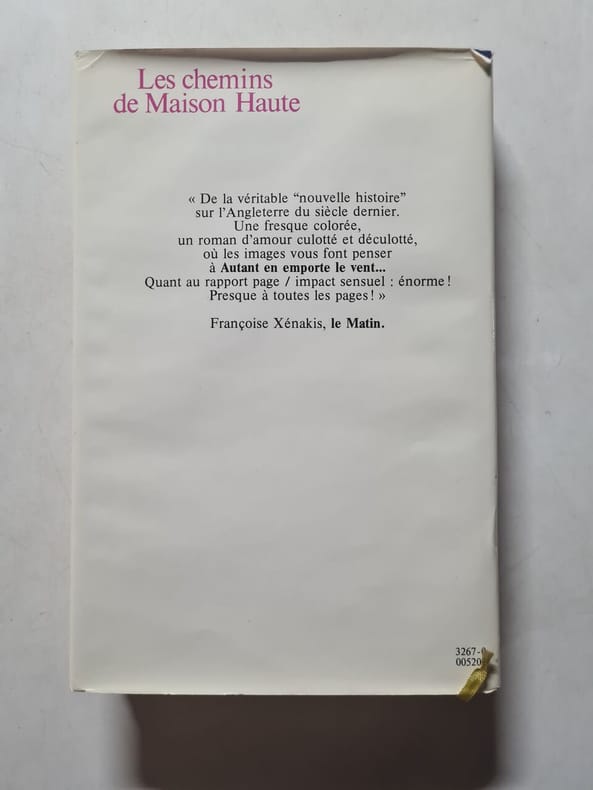 Les chemins
de Maison Haute
« De la véritable “nouvelle histoire”
sur l’Angleterre du siècle dernier.
Une fresque colorée,
un roman d’amour culotté et déculotté,
où les images vous font penser
à Autant en emporte le vent...
Quant au rapport page / impact sensuel : énorme !
Presque à toutes les pages ! »
Françoise Xénakis, le Matin.
3267-
00520